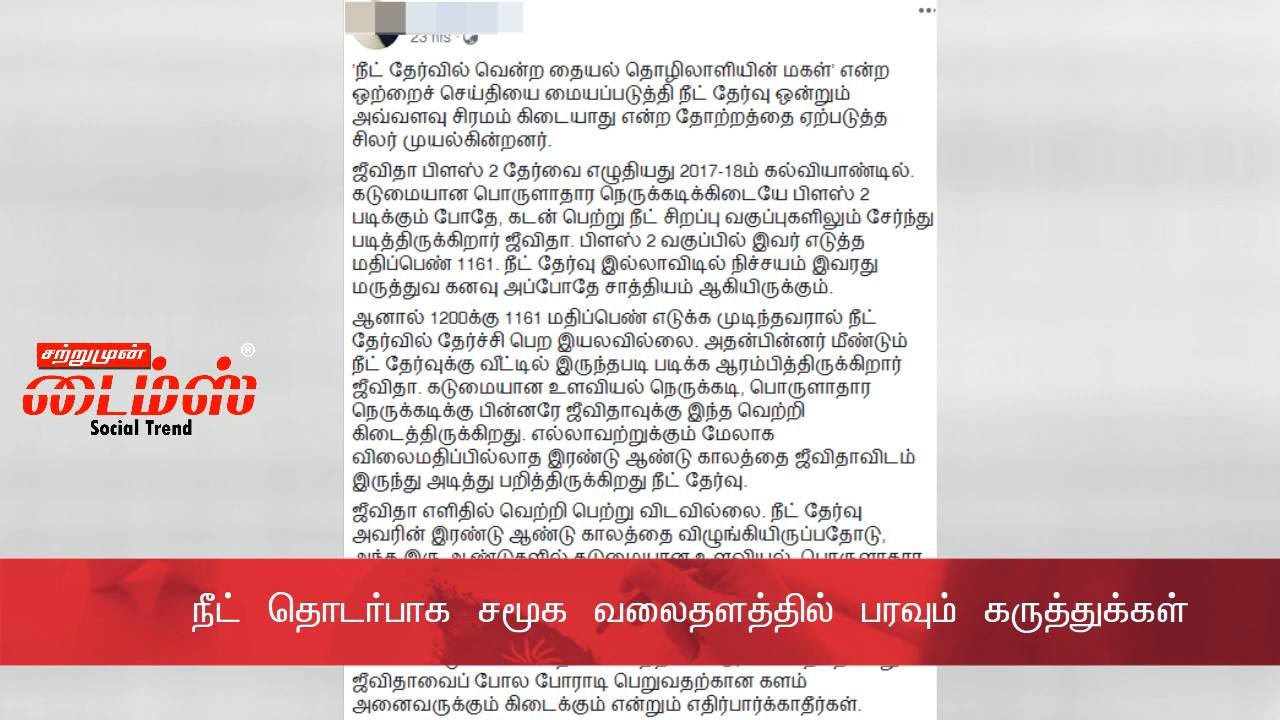 23 hrs
'நீட் தேர்வில் வென்ற தையல் தொழிலாளியின் மகள்' என்ற
ஒற்றைச் செய்தியை மையப்படுத்தி நீட் தேர்வு ஒன்றும்
அவ்வளவு சிரமம் கிடையாது என்ற தோற்றத்தை ஏற்படுத்த
சிலர் முயல்கின்றனர்.
ஜீவிதா பிளஸ் 2 தேர்வை எழுதியது 2017-18ம் கல்வியாண்டில்.
கடுமையான பொருளாதார நெருக்கடிக்கிடையே பிளஸ் 2
படிக்கும் போதே, கடன் பெற்று நீட் சிறப்பு வகுப்புகளிலும் சேர்ந்து
படித்திருக்கிறார் ஜீவிதா. பிளஸ் 2 வகுப்பில் இவர் எடுத்த
மதிப்பெண் 1161. நீட் தேர்வு இல்லாவிடில் நிச்சயம் இவரது
மருத்துவ கனவு அப்போதே சாத்தியம் ஆகியிருக்கும்.
ஆனால் 1200க்கு 1161 மதிப்பெண் எடுக்க முடிந்தவரால் நீட்
தேர்வில் தேர்ச்சி பெற இயலவில்லை. அதன்பின்னர் மீண்டும்
நீட் தேர்வுக்கு வீட்டில் இருந்தபடி படிக்க ஆரம்பித்திருக்கிறார்
ஜீவிதா. கடுமையான உளவியல் நெருக்கடி, பொருளாதார
நெருக்கடிக்கு பின்னரே ஜீவிதாவுக்கு இந்த வெற்றி
கிடைத்திருக்கிறது. எல்லாவற்றுக்கும் மேலாக
விலைமதிப்பில்லாத இரண்டு ஆண்டு காலத்தை ஜீவிதாவிடம்
இருந்து அடித்து பறித்திருக்கிறது நீட் தேர்வு.
ஜீவிதா எளிதில் வெற்றி பெற்று விடவில்லை. நீட் தேர்வு
அவரின் இரண்டு ஆண்டு காலத்தை விழுங்கியிருப்பதோடு,
சற்றுமுன்
டைம்ஸ்
®
Social Trend
நீட் தொடர்பாக சமூக வலைதளத்தில் பரவும் கருத்துக்கள்
ஜீவிதாவைப் போல போராடி பெறுவதற்கான களம்
அனைவருக்கும் கிடைக்கும் என்றும் எதிர்பார்க்காதீர்கள்.